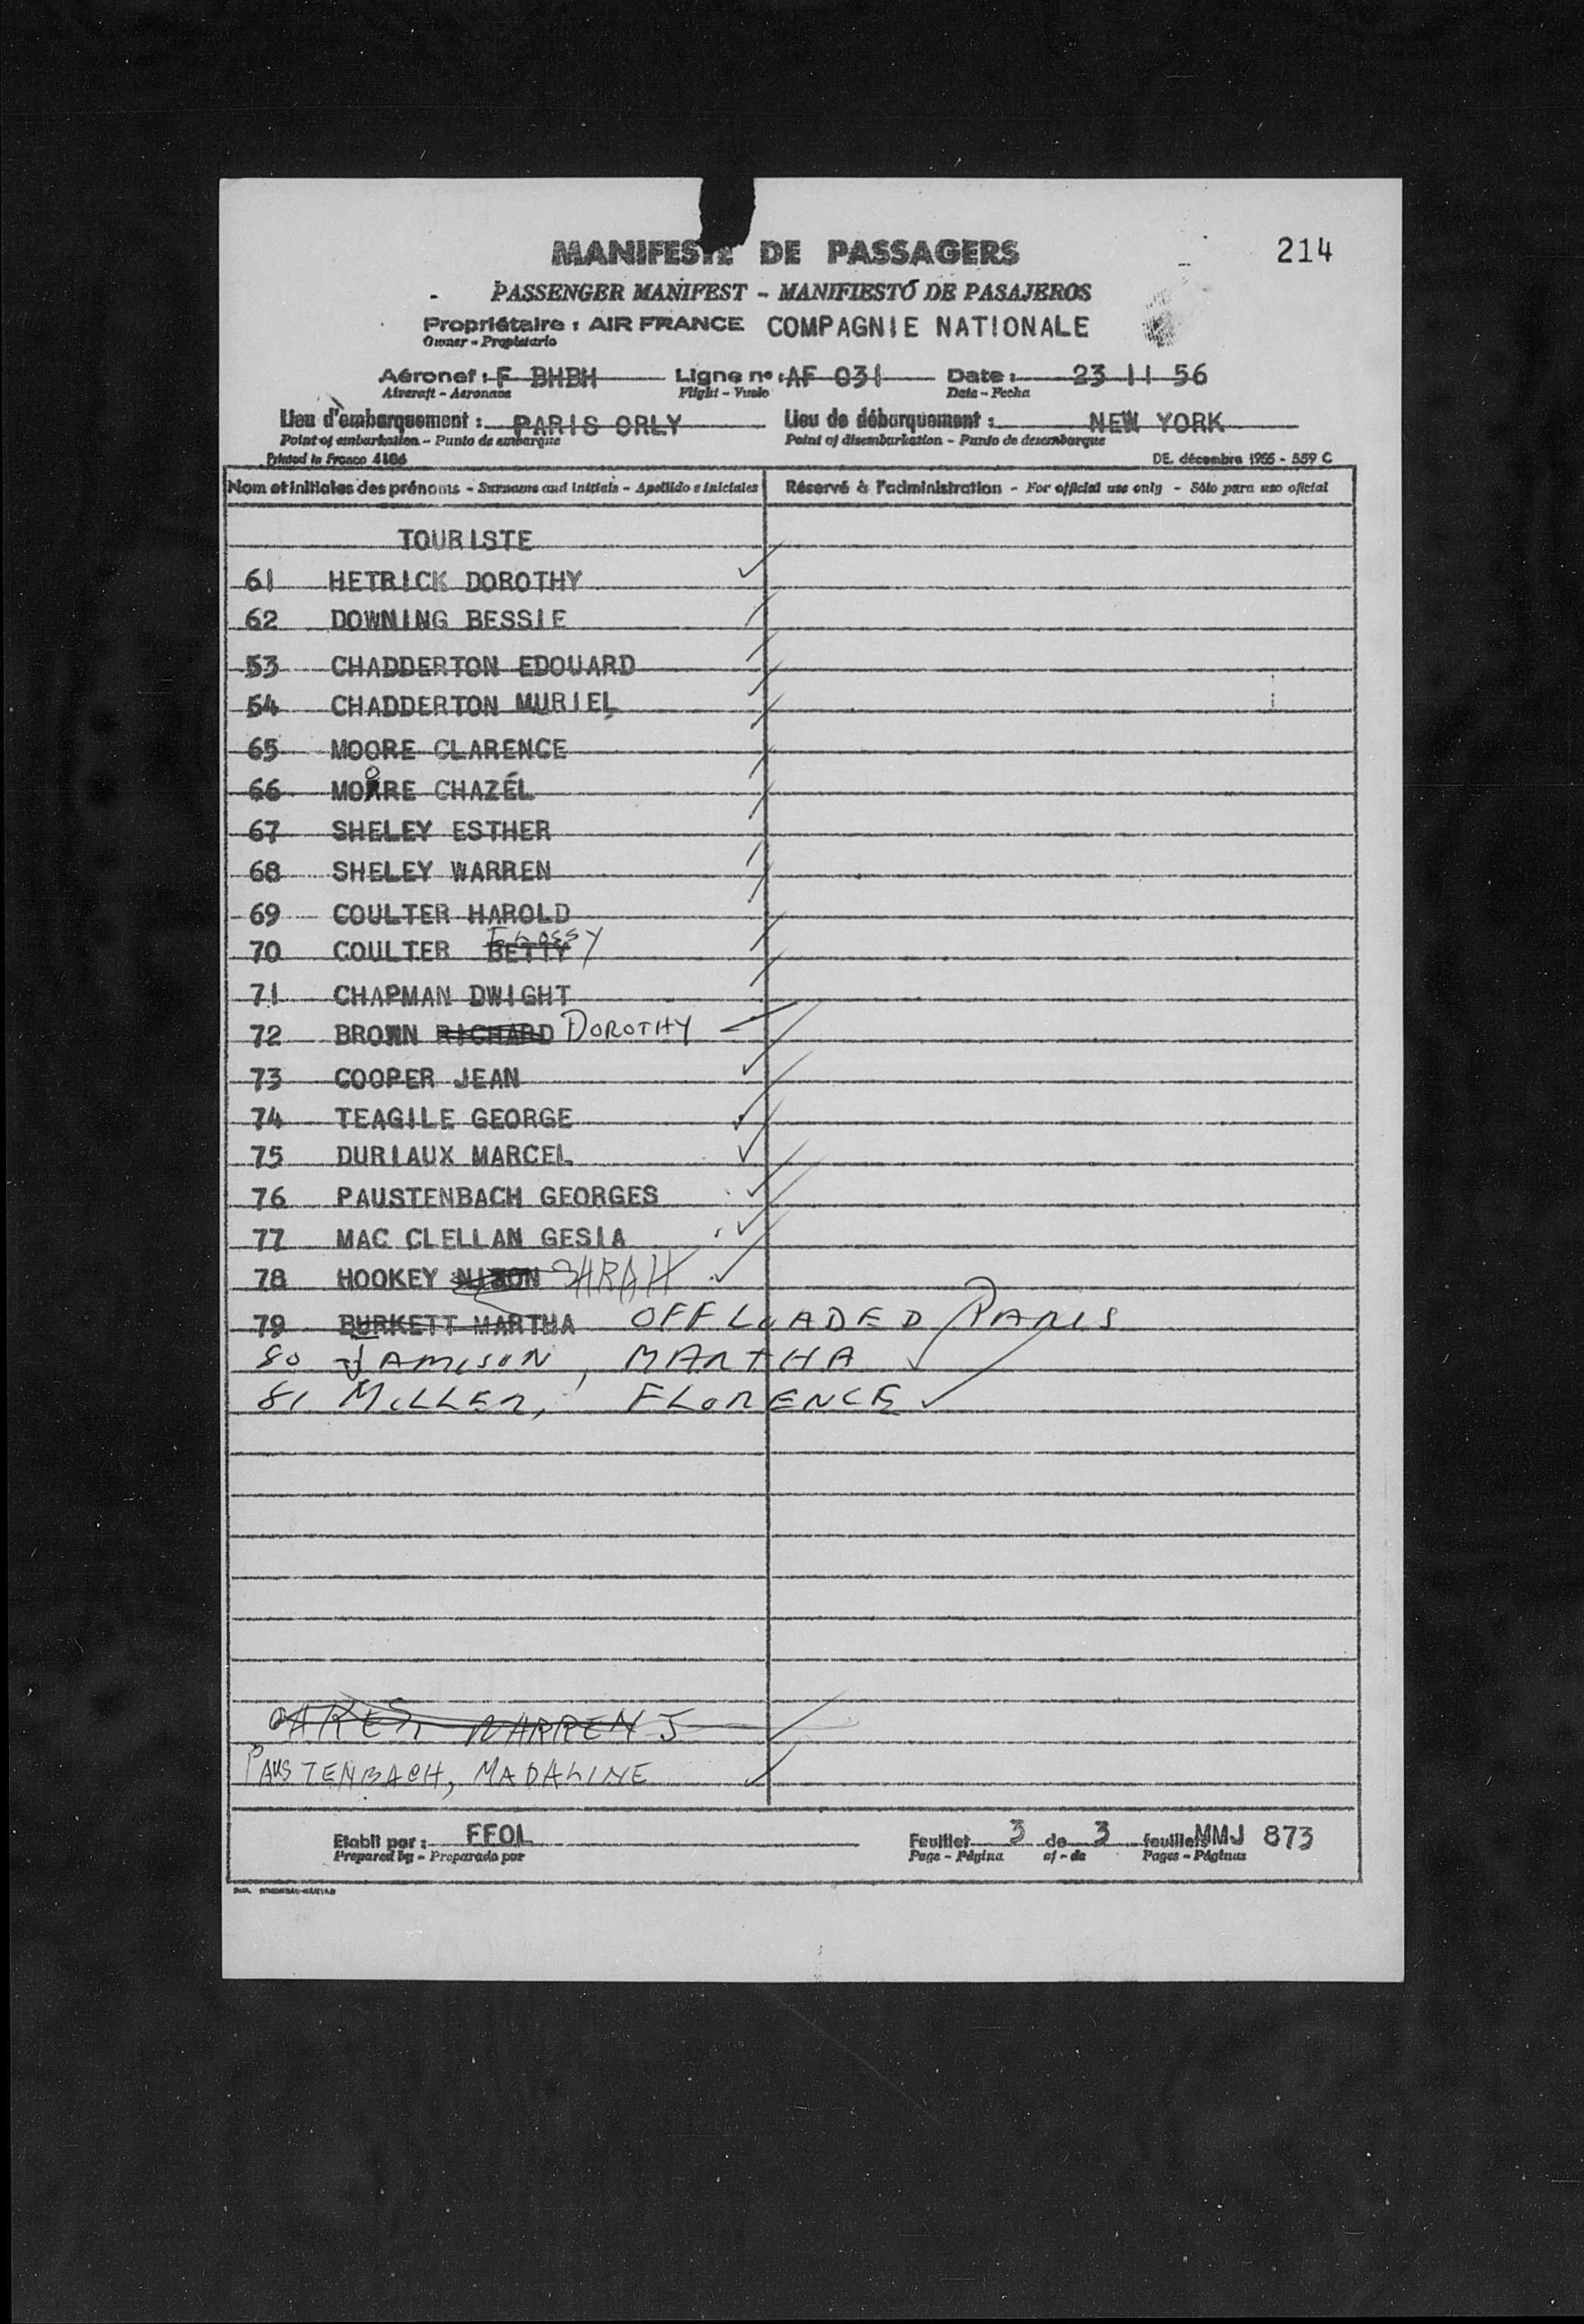 MANIFESTE DE PASSAGERS
214
PASSENGER MANIFEST - MANIFIESTO DE PASAJEROS
Propriétaire : AIR FRANCE COMPAGNIE NATIONALE
Owner - Propietario
Aéronef : F BHBH Ligne nº : AF 031 Date : 23 11 56
Aircraft - Aeronave Flight - Vuelo Date - Fecha
Lieu d'embarquement : PARIS ORLY Lieu de débarquement : NEW YORK
Point of embarkation - Punto de embarque Point of disembarkation - Punto de desembarque
Printed in France 4186 DE. décembre 1955 - 559 C
Nom et initiales des prénoms - Surname and initials - Apellido e iniciales Réservé à l'administration - For official use only - Sólo para uso oficial
TOURISTE
61 HETRICK DOROTHY
62 DOWNING BESSIE
53 CHADDERTON EDOUARD
54 CHADDERTON MURIEL
65 MOORE CLARENCE
66 MOORE CHAZEL
67 SHELEY ESTHER
68 SHELEY WARREN
69 COULTER HAROLD
70 COULTER BETTY
71 CHAPMAN DWIGHT
72 BROWN RICHARD DOROTHY
73 COOPER JEAN
74 TEAGILE GEORGE
75 DURIAUX MARCEL
76 PAUSTENBACH GEORGES
77 MAC CLELLAN GESIA
78 HOOKEY NIXON SARAH
79 BURKETT MARTHA OFFLOADED PARIS
80 JAMISON, MARTHA
81 MILLER, FLORENCE
OAKES, WARREN J
PAUSTENBACH, MADALINE
Etabli par : FFOL Feuillet 3 de 3 feuillets MMJ 873
Prepared by - Preparado por Page - Página of - de Pages - Páginas